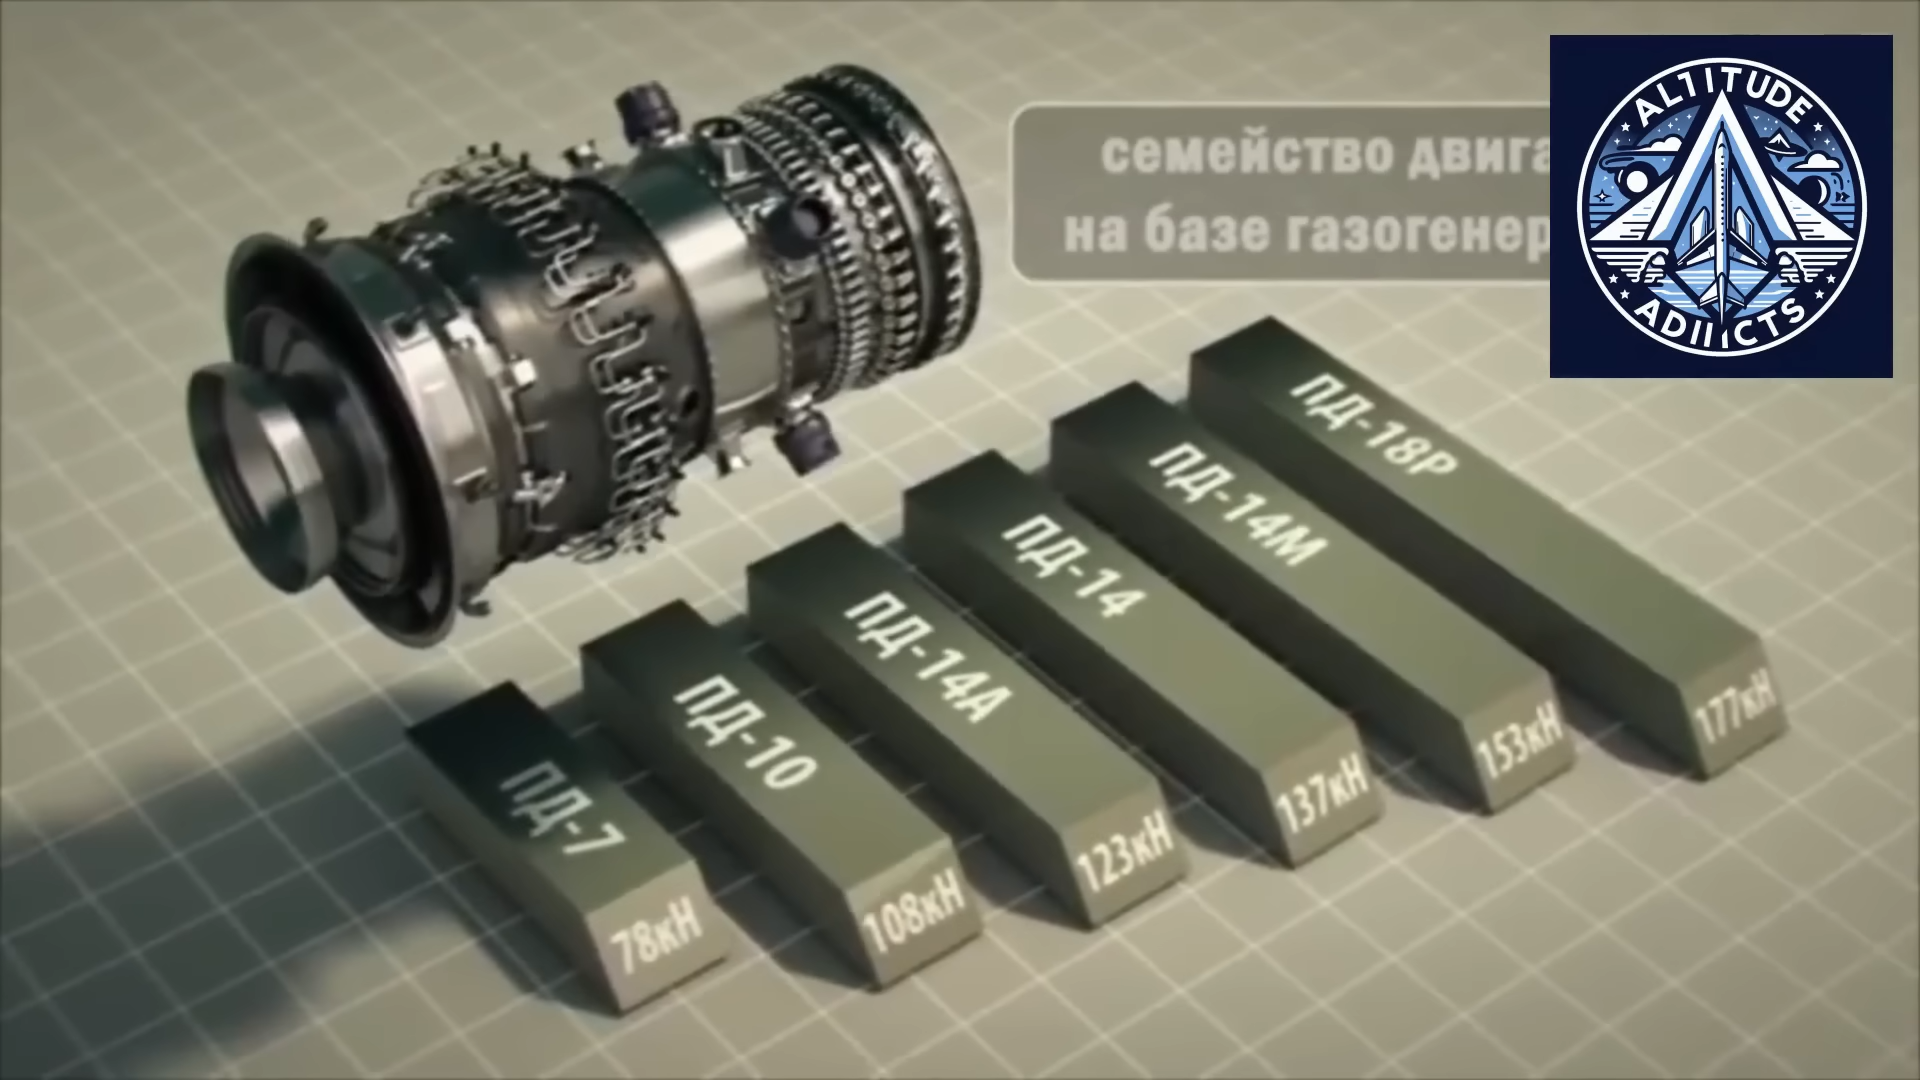 семейство двига
на базе газогенер
ALTITUDE
ADIICTS
ПД-18Р
177кН
ПД-14М
153кН
ПД-14
137кН
ПД-14А
123кН
ПД-10
108кН
ПД-7
78кН